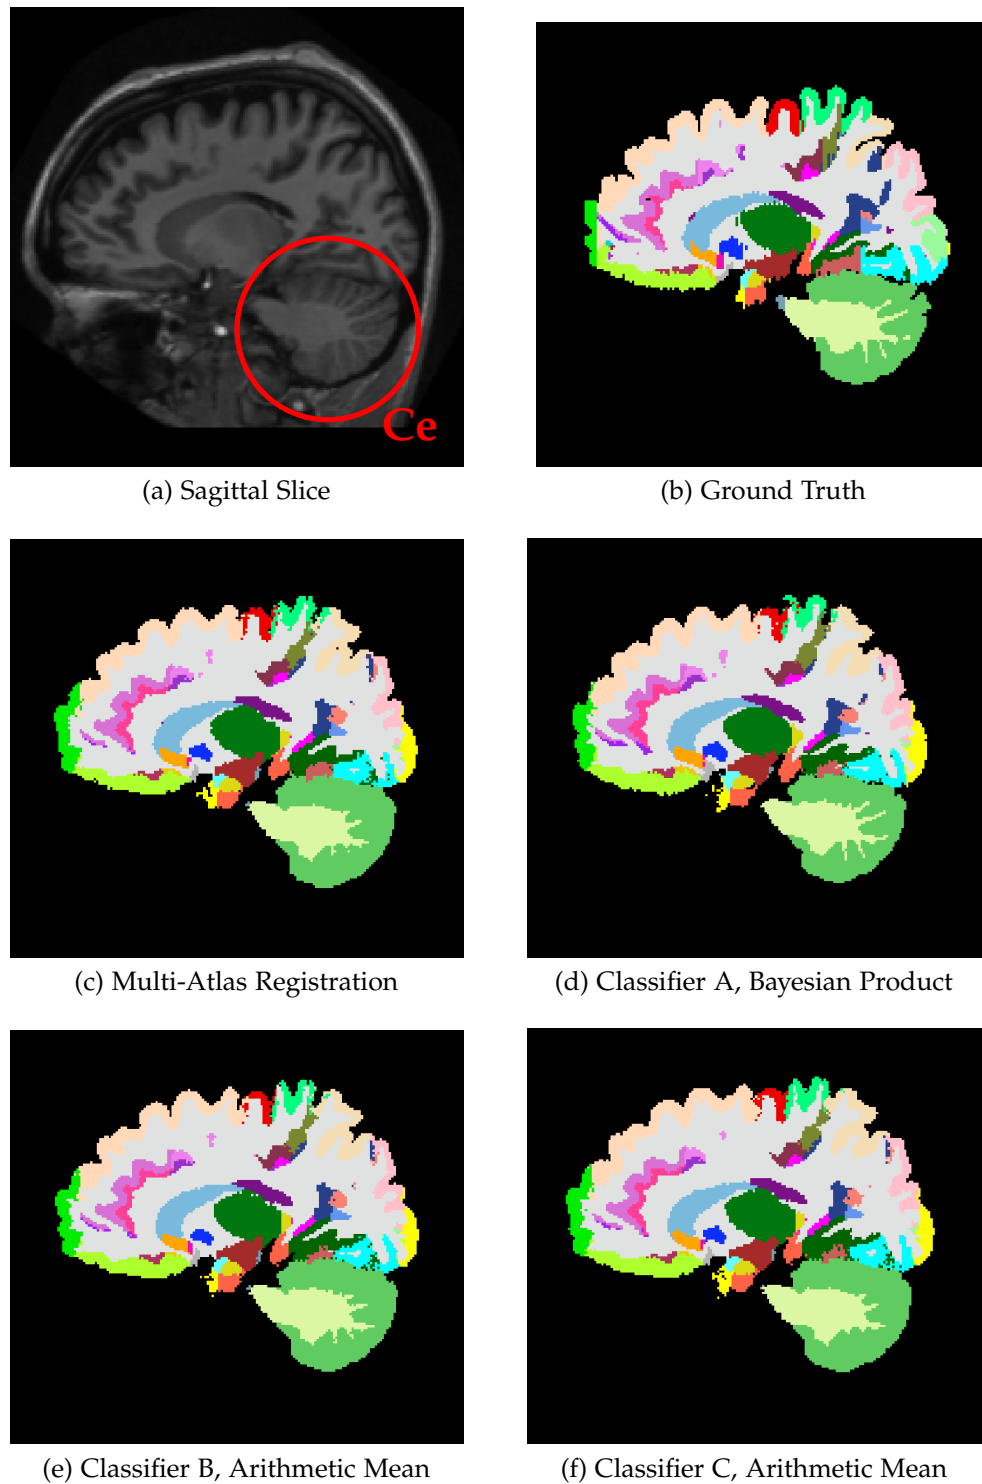 Ce
(a) Sagittal Slice
(b) Ground Truth
(c) Multi-Atlas Registration
(d) Classifier A, Bayesian Product
(e) Classifier B, Arithmetic Mean
(f) Classifier C, Arithmetic Mean